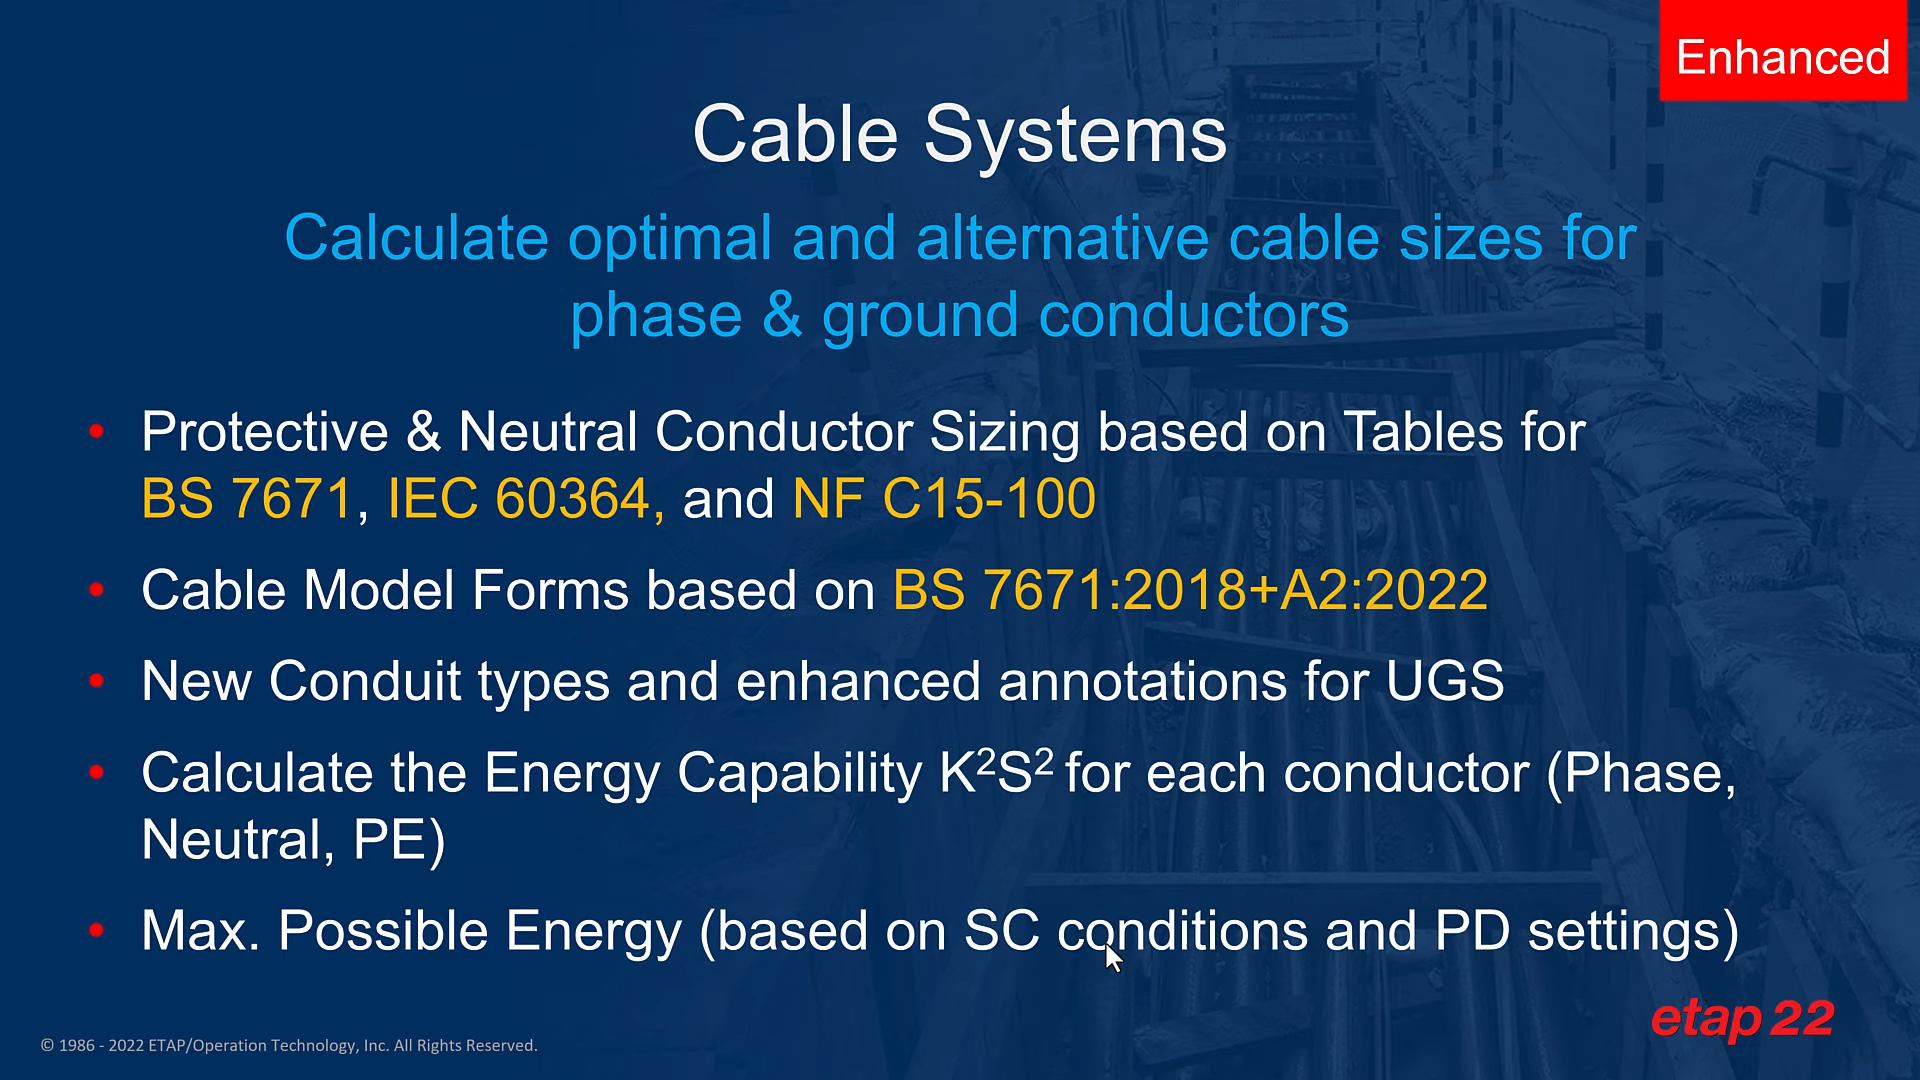 Enhanced
Cable Systems
Calculate optimal and alternative cable sizes for
phase & ground conductors
• Protective & Neutral Conductor Sizing based on Tables for
BS 7671, IEC 60364, and NF C15-100
• Cable Model Forms based on BS 7671:2018+A2:2022
• New Conduit types and enhanced annotations for UGS
• Calculate the Energy Capability K²S² for each conductor (Phase,
Neutral, PE)
• Max. Possible Energy (based on SC conditions and PD settings)
etap 22
© 1986 - 2022 ETAP/Operation Technology, Inc. All Rights Reserved.